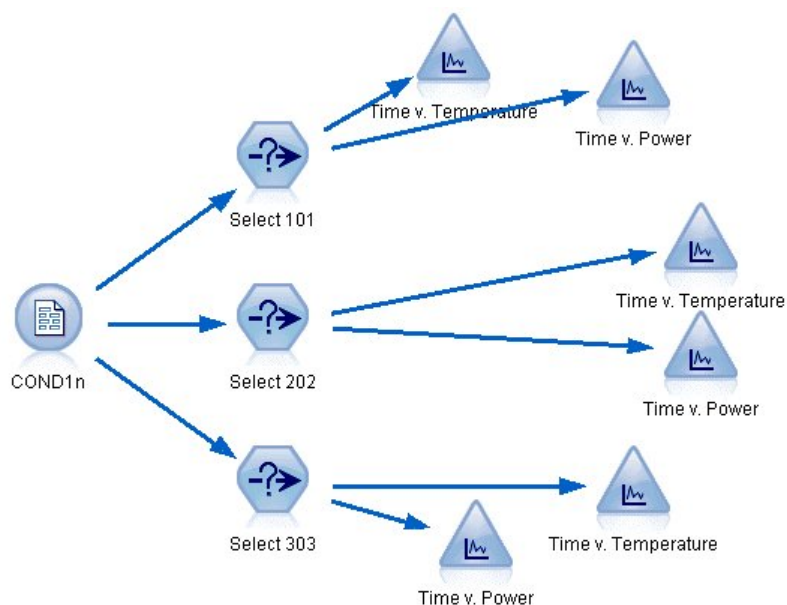 Time v. Temperature
Time v. Power
Select 101
Time v. Temperature
COND1n
Select 202
Time v. Power
Select 303
Time v. Temperature
Time v. Power